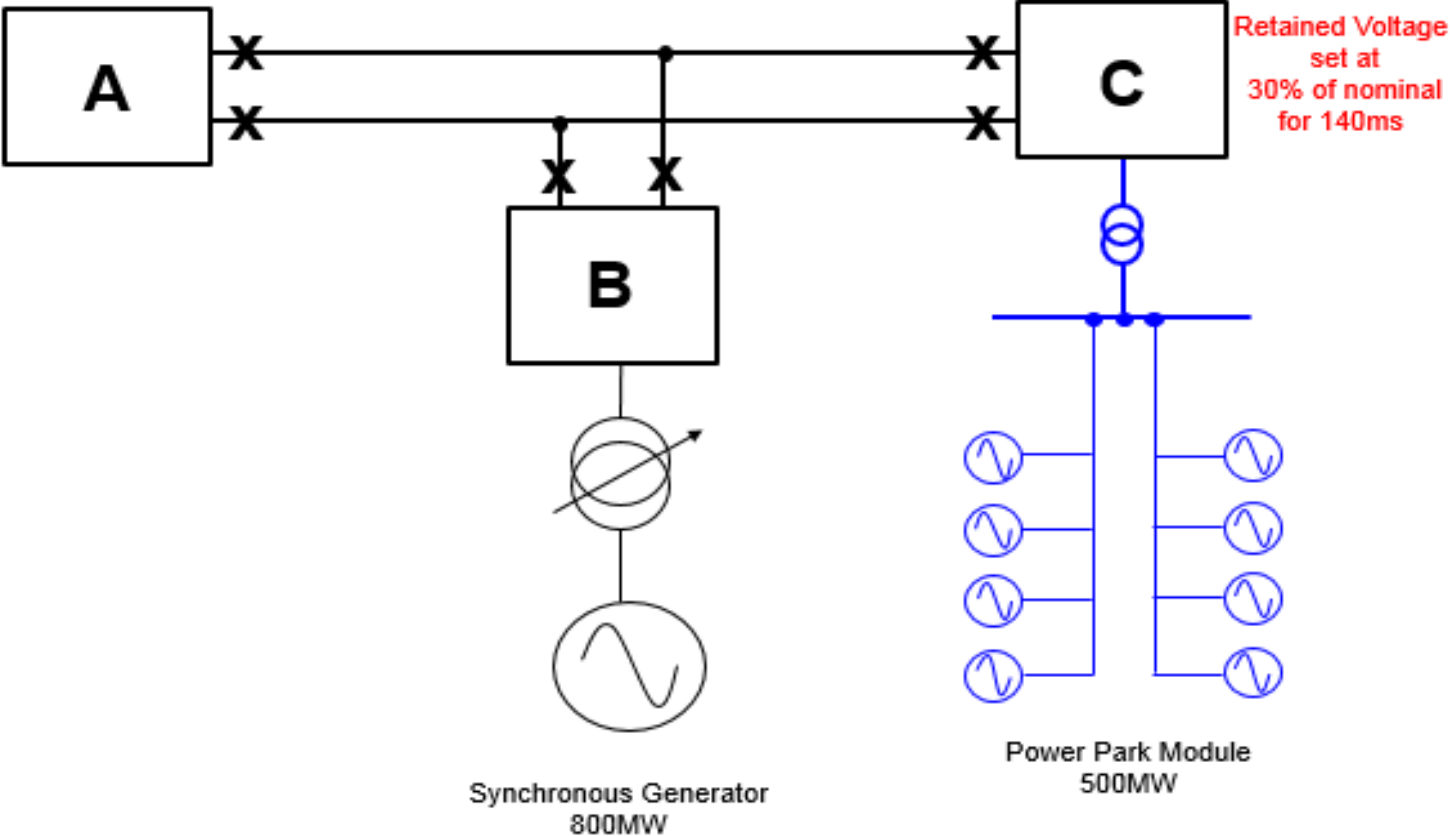 A
C
Retained Voltage
set at
30% of nominal
for 140ms
X
X
X
X
X
X
B
Power Park Module
500MW
Synchronous Generator
800MW